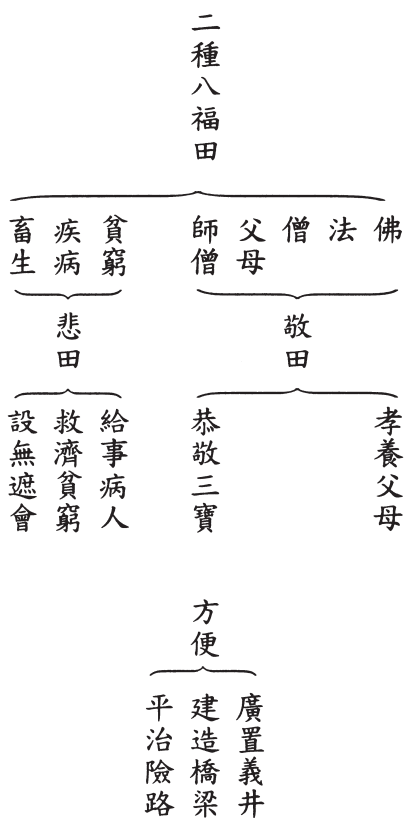 二種八福田
佛
法
僧
父母
師僧
貧窮
疾病
畜生
敬田
悲田
孝養父母
恭敬三寶
給事病人
救濟貧窮
設無遮會
方便
廣置義井
建造橋梁
平治險路